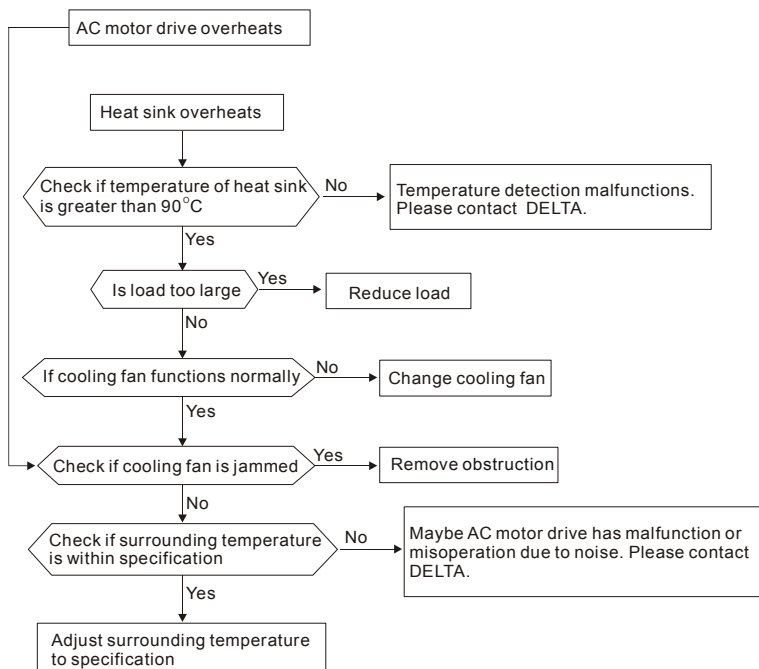 AC motor drive overheats
Heat sink overheats
Check if temperature of heat sink
is greater than 90°C
No
Temperature detection malfunctions.
Please contact DELTA.
Yes
Is load too large
Yes
Reduce load
No
If cooling fan functions normally
No
Change cooling fan
Yes
Check if cooling fan is jammed
Yes
Remove obstruction
No
Check if surrounding temperature
is within specification
No
Maybe AC motor drive has malfunction or
misoperation due to noise. Please contact
DELTA.
Yes
Adjust surrounding temperature
to specification